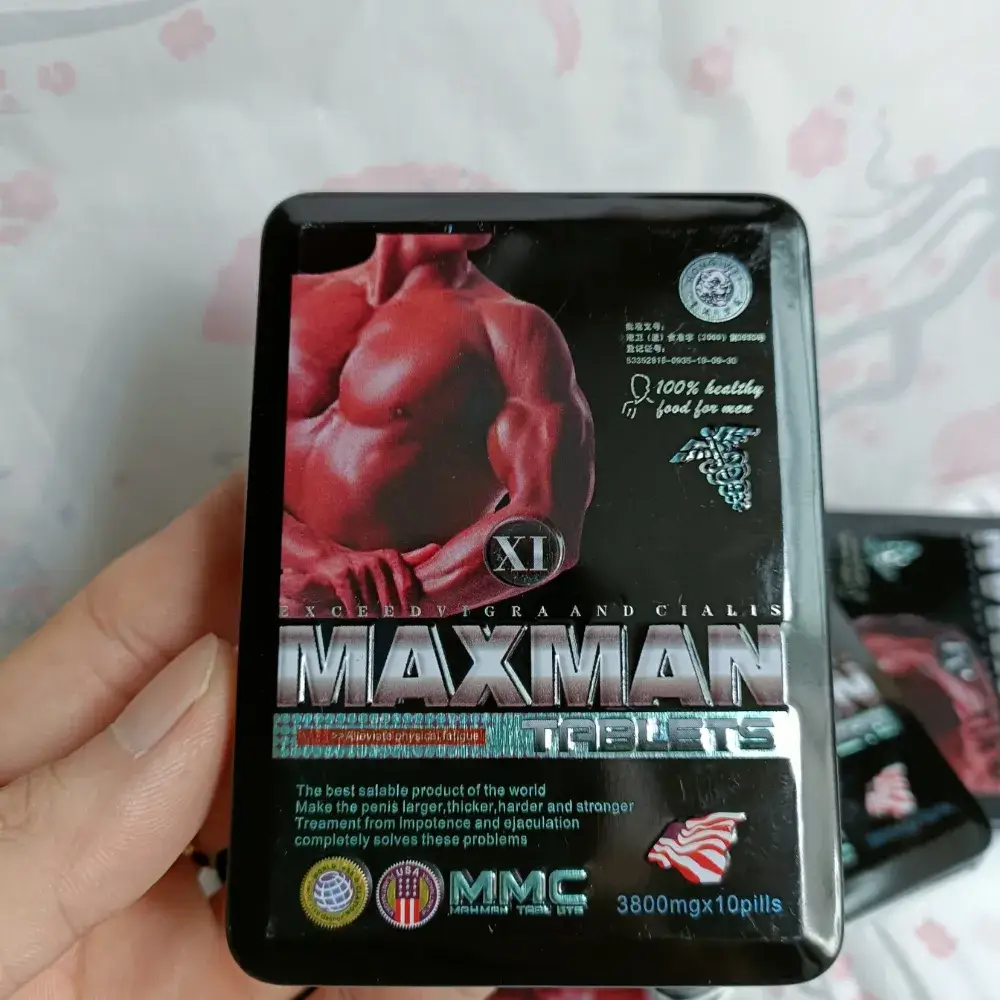 100% healthy
food for men
XI
EXCEED VIGRA AND CIALIS
MAXMAN
TABLETS
>>Alleviate physical fatigue
The best salable product of the world
Make the penis larger,thicker,harder and stronger
Treament from impotence and ejaculation
completely solves these problems
USA
MMC
3800mgx10pills